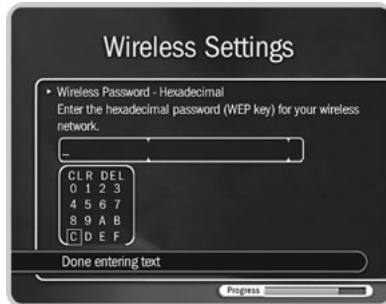 Wireless Settings
Wireless Password - Hexadecimal
Enter the hexadecimal password (WEP key) for your wireless
network.
_
CLR DEL
0 1 2 3
4 5 6 7
8 9 A B
C D E F
Done entering text
Progress